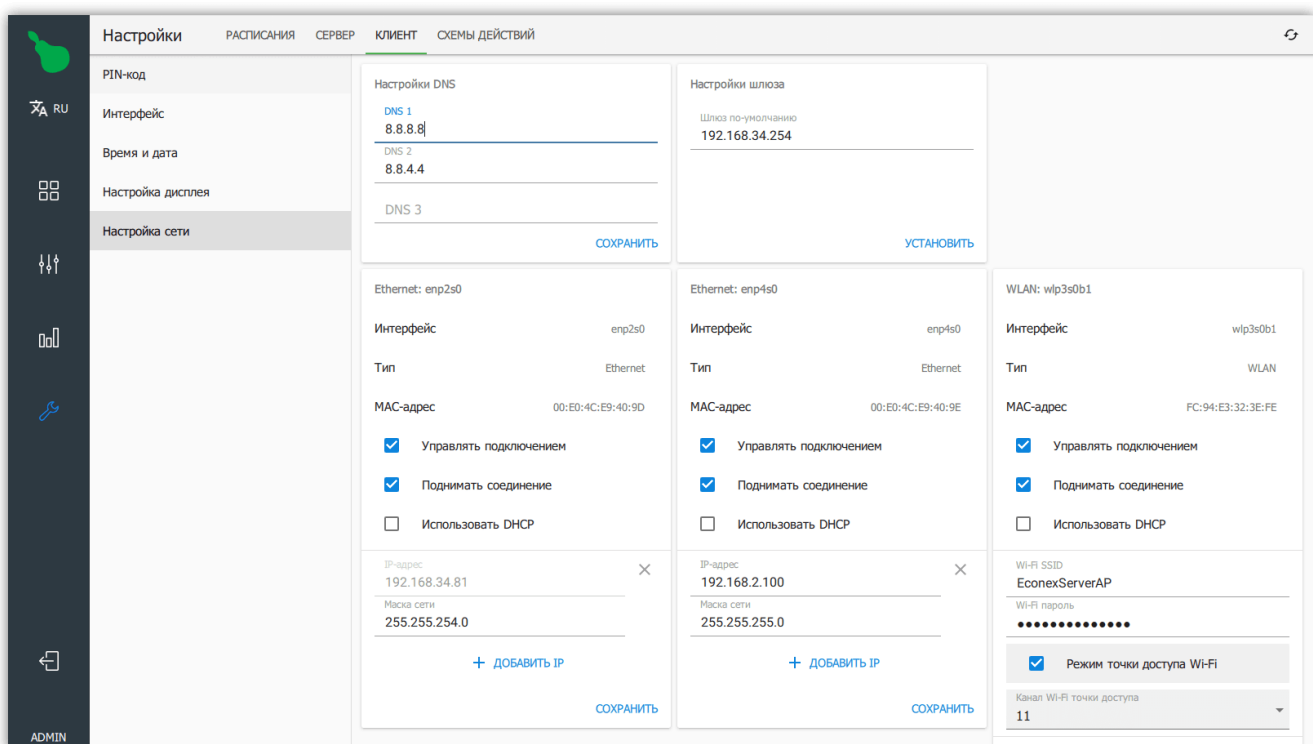 Настройки РАСПИСАНИЯ СЕРВЕР КЛИЕНТ СХЕМЫ ДЕЙСТВИЙ
RU
ADMIN
PIN-код
Интерфейс
Время и дата
Настройка дисплея
Настройка сети
Настройки DNS
DNS 1
8.8.8.8
DNS 2
8.8.4.4
DNS 3
СОХРАНИТЬ
Настройки шлюза
Шлюз по-умолчанию
192.168.34.254
УСТАНОВИТЬ
Ethernet: enp2s0
Интерфейс enp2s0
Тип Ethernet
MAC-адрес 00:E0:4C:E9:40:9D
Управлять подключением
Поднимать соединение
Использовать DHCP
IP-адрес
192.168.34.81
Маска сети
255.255.254.0
+ ДОБАВИТЬ IP
СОХРАНИТЬ
Ethernet: enp4s0
Интерфейс enp4s0
Тип Ethernet
MAC-адрес 00:E0:4C:E9:40:9E
Управлять подключением
Поднимать соединение
Использовать DHCP
IP-адрес
192.168.2.100
Маска сети
255.255.255.0
+ ДОБАВИТЬ IP
СОХРАНИТЬ
WLAN: wlp3s0b1
Интерфейс wlp3s0b1
Тип WLAN
MAC-адрес FC:94:E3:32:3E:FE
Управлять подключением
Поднимать соединение
Использовать DHCP
Wi-Fi SSID
EconexServerAP
Wi-Fi пароль
••••••••••••••
Режим точки доступа Wi-Fi
Канал Wi-Fi точки доступа
11